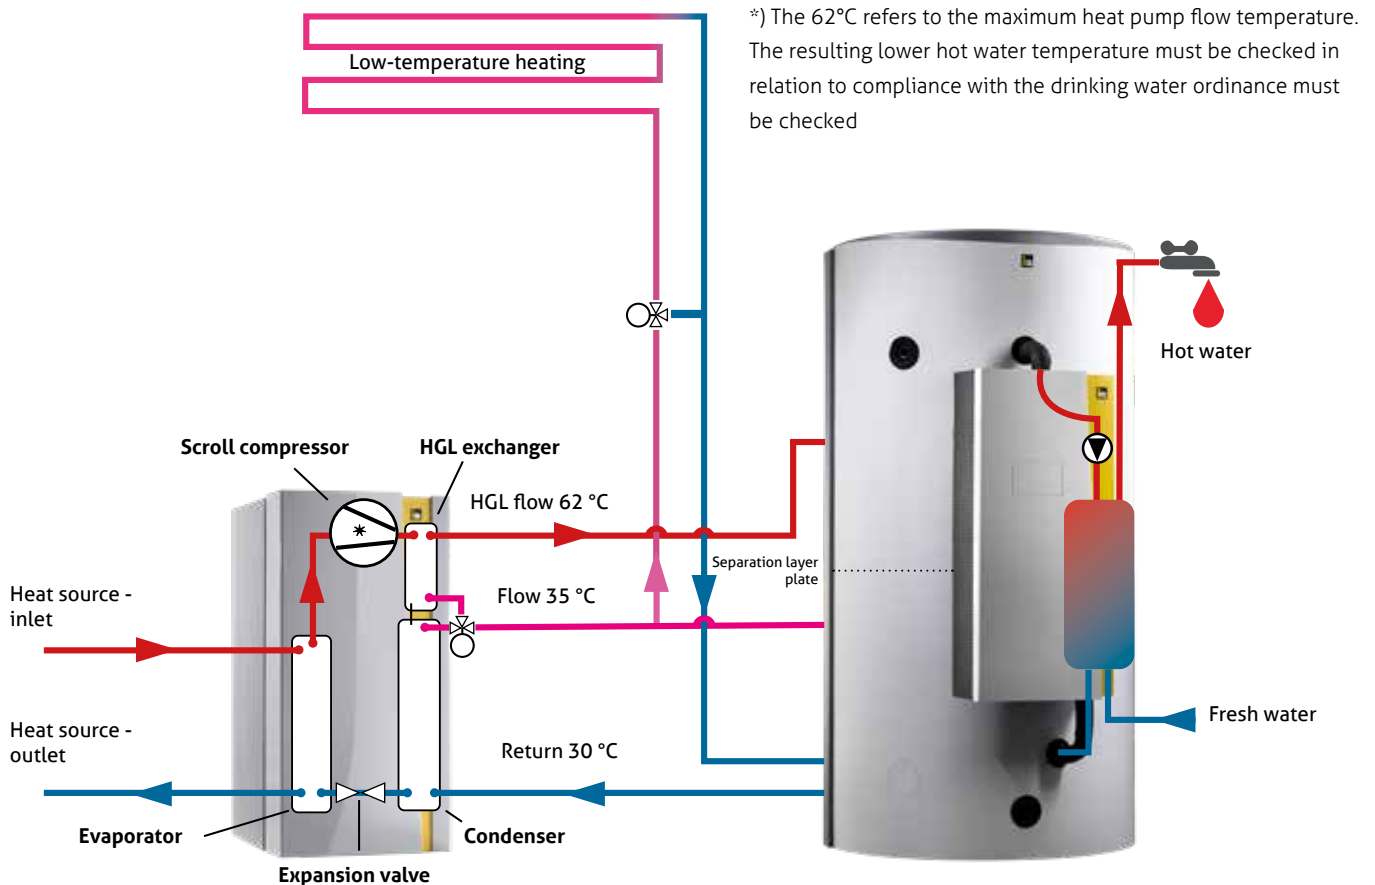 *) The 62°C refers to the maximum heat pump flow temperature.
The resulting lower hot water temperature must be checked in
relation to compliance with the drinking water ordinance must
be checked
Low-temperature heating
Hot water
Scroll compressor
HGL exchanger
HGL flow 62 °C
Separation layer
plate
Flow 35 °C
Heat source -
inlet
Fresh water
Heat source -
outlet
Return 30 °C
Evaporator
Condenser
Expansion valve